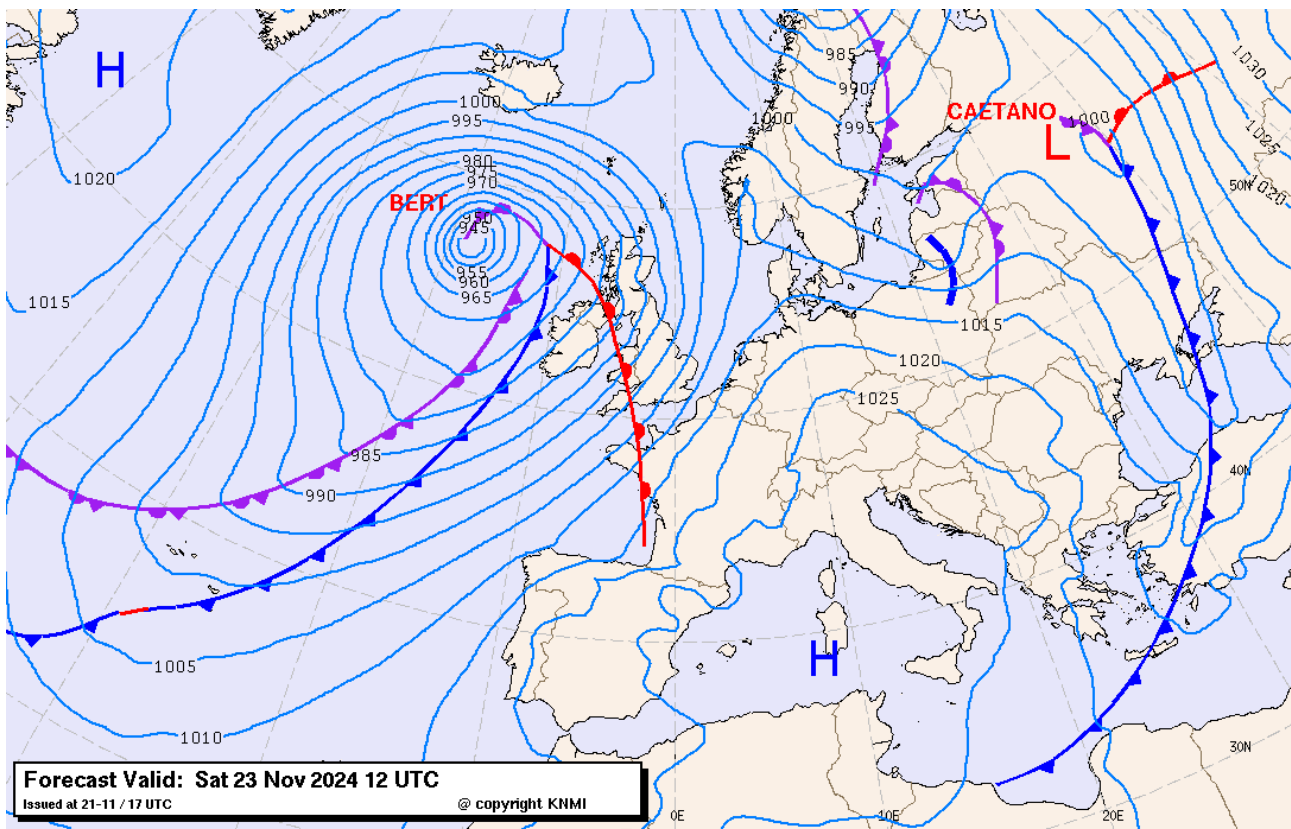 H
1000
995
980
975
970
BERT
950
945
955
960
965
1020
1015
985
990
1005
1010
985
990
995
1000
CAETANO
1000
L
1030
1025
1020
50N
1015
1020
1025
40N
H
30N
0E
10E
20E
Forecast Valid: Sat 23 Nov 2024 12 UTC
Issued at 21-11 / 17 UTC @ copyright KNMI